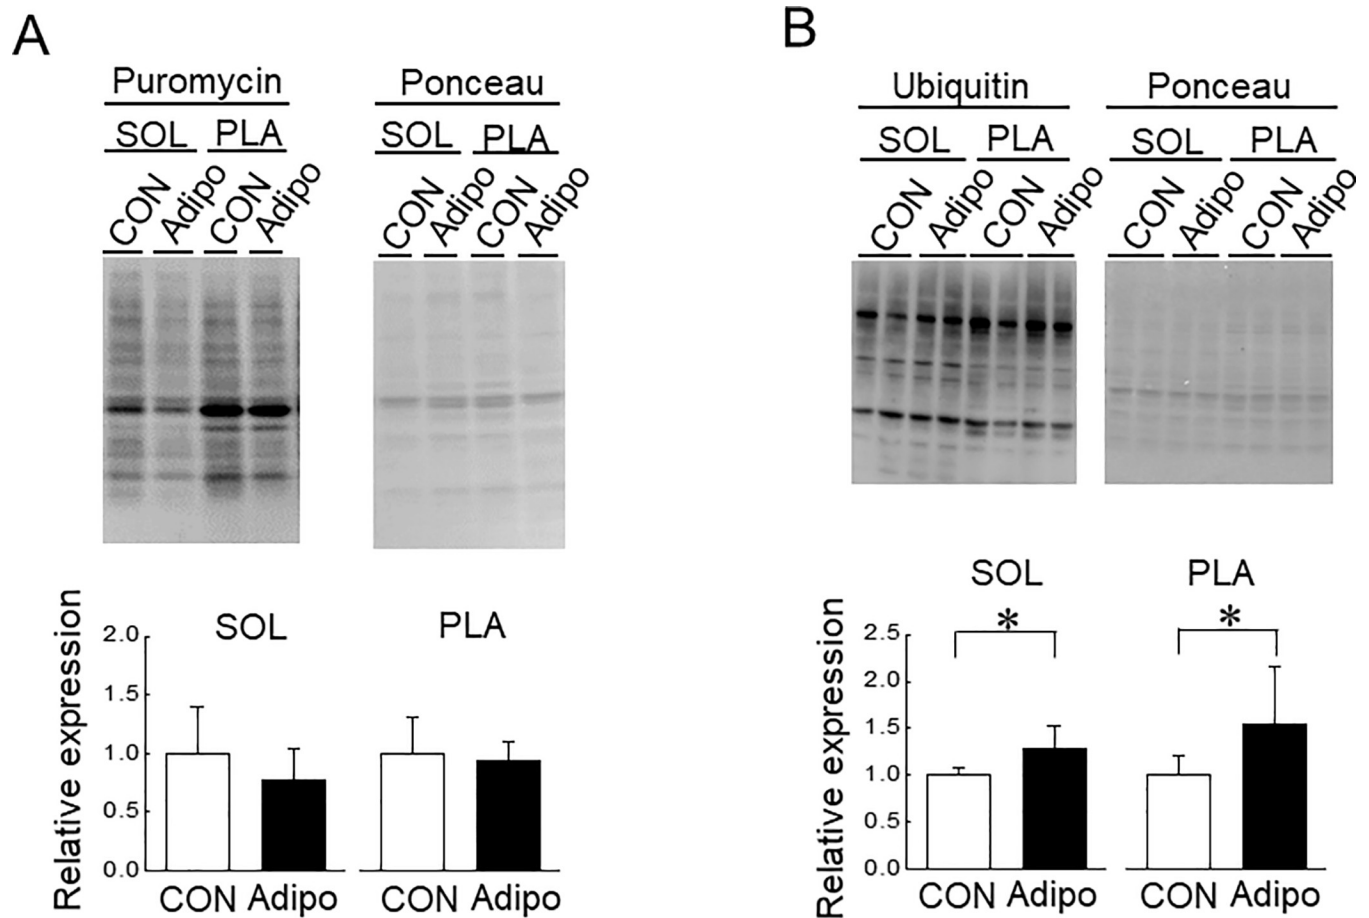 A
Puromycin
Ponceau
SOL PLA
SOL PLA
CON Adipo CON Adipo
CON Adipo CON Adipo
Relative expression
SOL
PLA
2.0
1.5
1.0
0.5
0.0
CON Adipo
CON Adipo
B
Ubiquitin
Ponceau
SOL PLA
SOL PLA
CON Adipo CON Adipo
CON Adipo CON Adipo
Relative expression
SOL
PLA
*
*
2.5
2.0
1.5
1.0
0.5
0.0
CON Adipo
CON Adipo